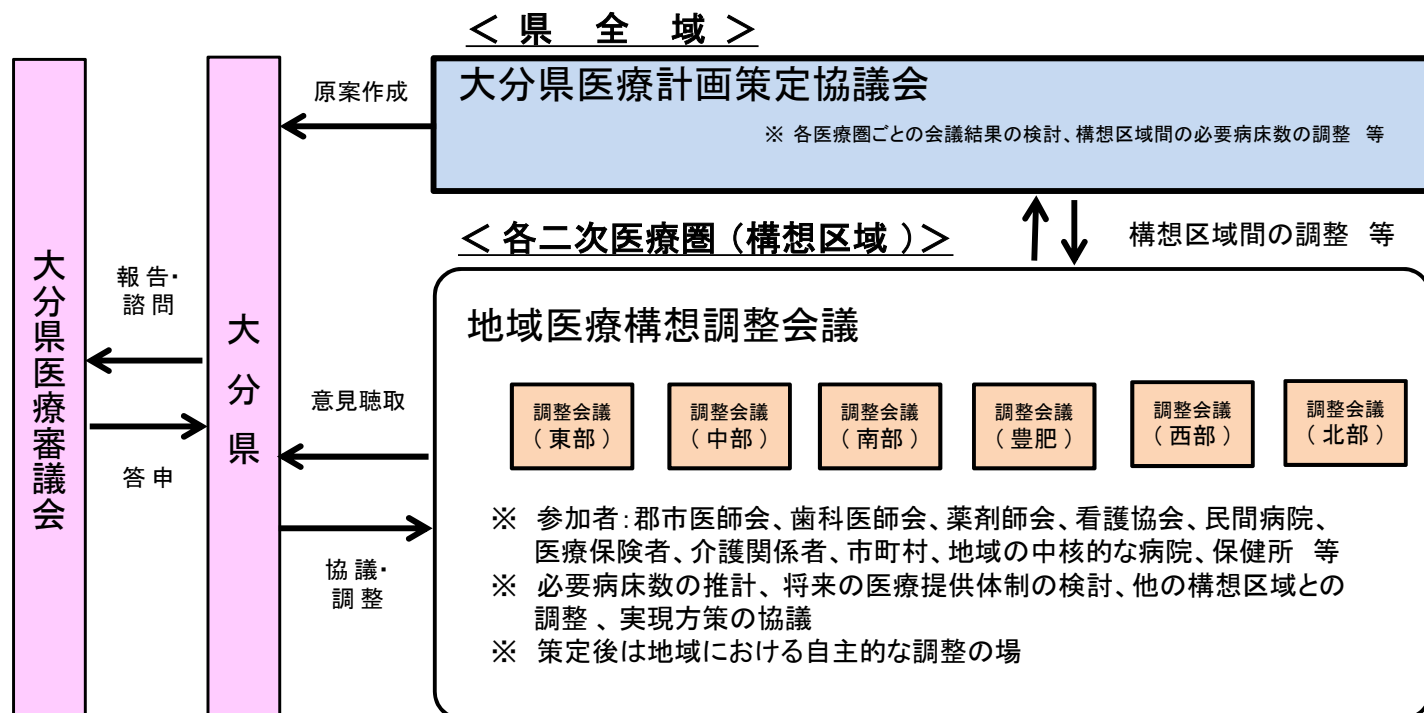 ＜ 県　全　域 ＞
大分県医療計画策定協議会
※ 各医療圏ごとの会議結果の検討、構想区域間の必要病床数の調整　等
原案作成
＜ 各二次医療圏（構想区域 ）＞
構想区域間の調整　等
大分県医療審議会
報 告・
諮 問
答 申
大分県
意見聴取
協 議・
調 整
地域医療構想調整会議
調整会議
（ 東部 ）
調整会議
（ 中部 ）
調整会議
（ 南部 ）
調整会議
（ 豊肥 ）
調整会議
（ 西部 ）
調整会議
（ 北部 ）
※　参加者：郡市医師会、歯科医師会、薬剤師会、看護協会、民間病院、
医療保険者、介護関係者、市町村、地域の中核的な病院、保健所　等
※　必要病床数の推計、将来の医療提供体制の検討、他の構想区域との
調整 、実現方策の協議
※　策定後は地域における自主的な調整の場